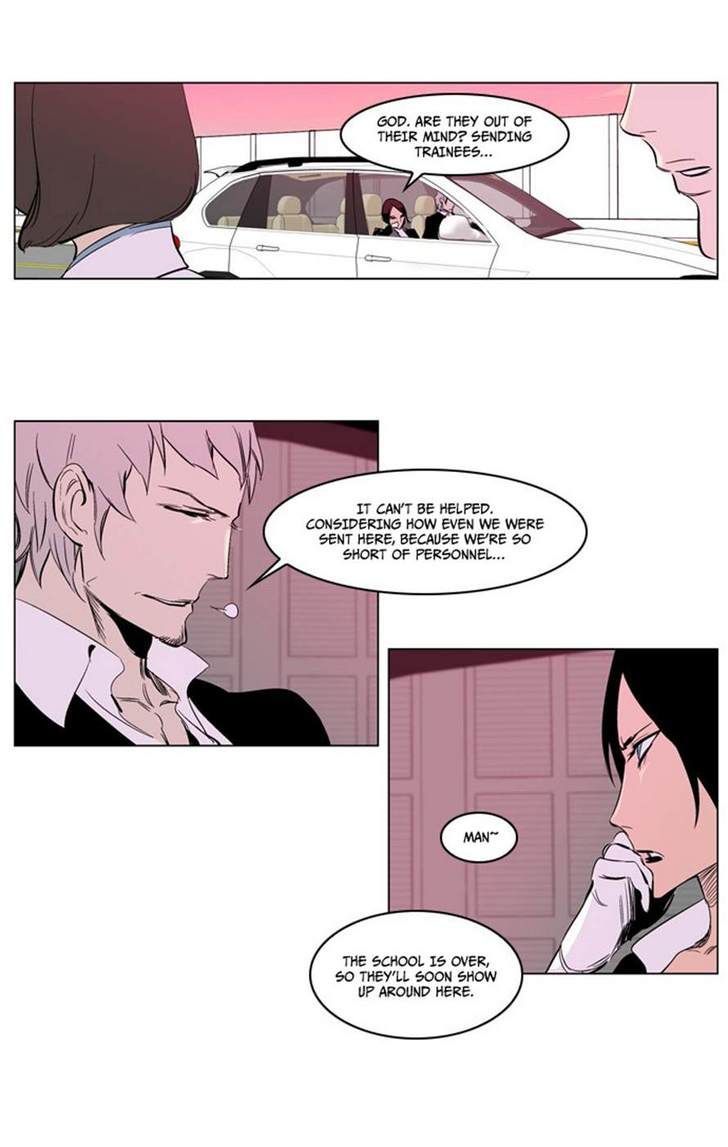 GOD. ARE THEY OUT OF
THEIR MIND? SENDING
TRAINEES...
IT CAN'T BE HELPED.
CONSIDERING HOW EVEN WE WERE
SENT HERE, BECAUSE WE'RE SO
SHORT OF PERSONNEL...
MAN~
THE SCHOOL IS OVER,
SO THEY'LL SOON SHOW
UP AROUND HERE.